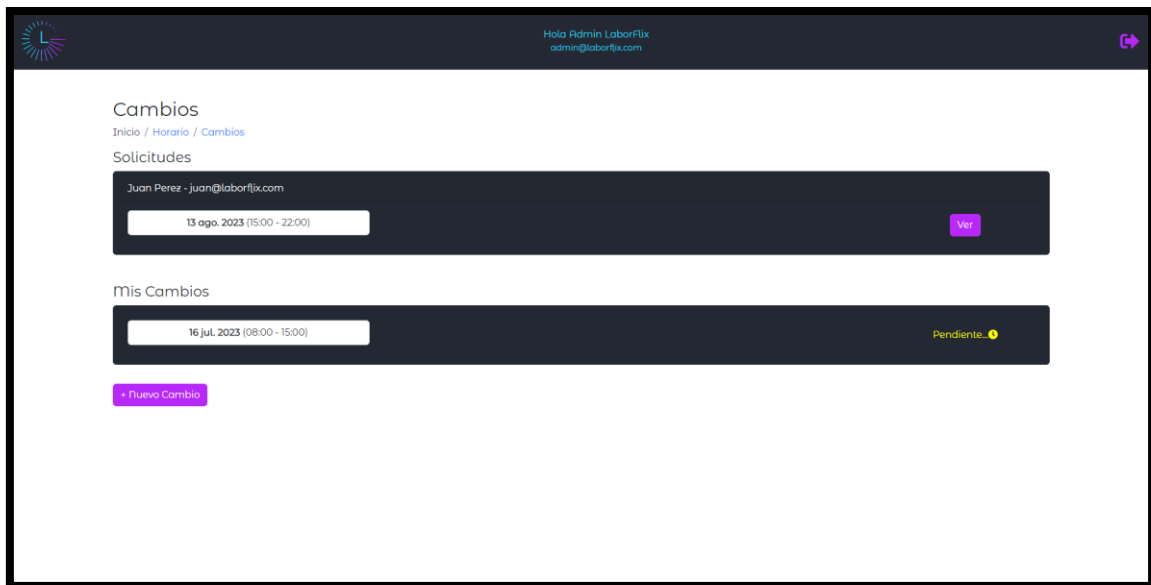 L
Hola Admin LaborFlix
admin@laborflix.com
Cambios
Inicio / Horario / Cambios
Solicitudes
Juan Perez - juan@laborflix.com
13 ago. 2023 (15:00 - 22:00)
Ver
Mis Cambios
16 jul. 2023 (08:00 - 15:00)
Pendiente...
+ Nuevo Cambio